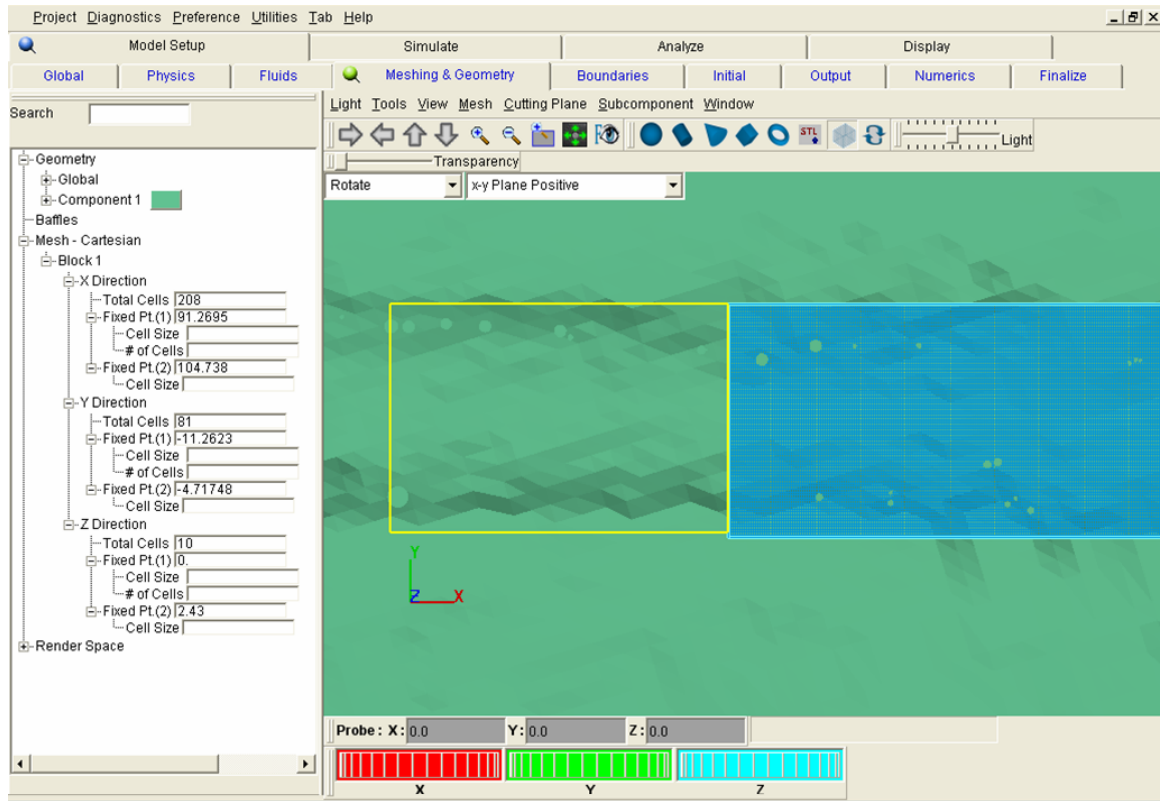 Project Diagnostics Preference Utilities Tab Help
Model Setup Simulate Analyze Display
Global Physics Fluids Meshing & Geometry Boundaries Initial Output Numerics Finalize
Search
Light Tools View Mesh Cutting Plane Subcomponent Window
STL Light
Transparency
Rotate x-y Plane Positive
Geometry
Global
Component 1
Baffles
Mesh - Cartesian
Block 1
X Direction
Total Cells 208
Fixed Pt.(1) 91.2695
Cell Size
# of Cells
Fixed Pt.(2) 104.738
Cell Size
Y Direction
Total Cells 81
Fixed Pt.(1) -11.2623
Cell Size
# of Cells
Fixed Pt.(2) -4.71748
Cell Size
Z Direction
Total Cells 10
Fixed Pt.(1) 0.
Cell Size
# of Cells
Fixed Pt.(2) 2.43
Cell Size
Render Space
Y
Z X
Probe : X: 0.0 Y: 0.0 Z: 0.0
X Y Z